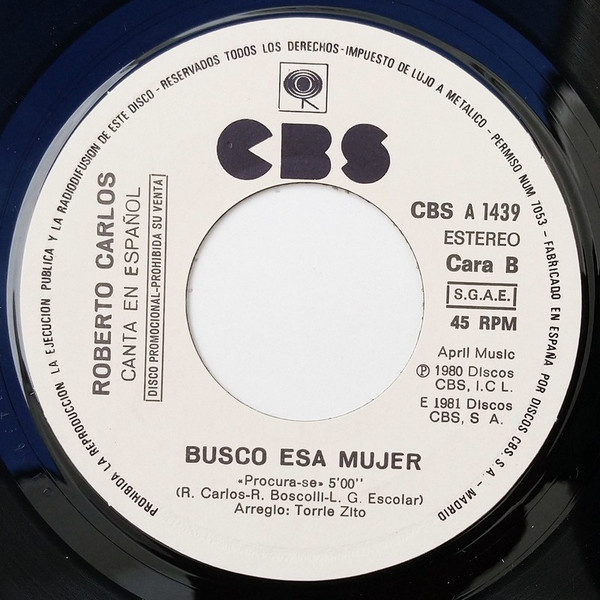 PROHIBIDA LA REPRODUCCION LA EJECUCION PUBLICA Y LA RADIODIFUSION DE ESTE DISCO-RESERVADOS TODOS LOS DERECHOS-IMPUESTO DE LUJO A METALICO - PERMISO NUM 7053 - FABRICADO EN ESPAÑA POR DISCOS CBS. S.A. - MADRID
CBS
ROBERTO CARLOS
CANTA EN ESPAÑOL
DISCO PROMOCIONAL-PROHIBIDA SU VENTA
CBS A 1439
ESTEREO
Cara B
S.G.A.E.
45 RPM
April Music
Ⓟ 1980 Discos
CBS, I.C L.
E 1981 Discos
CBS, S A.
BUSCO ESA MUJER
«Procura-se» 5'00''
(R. Carlos-R. Boscolli-L. G. Escolar)
Arreglo: Torrie Zito